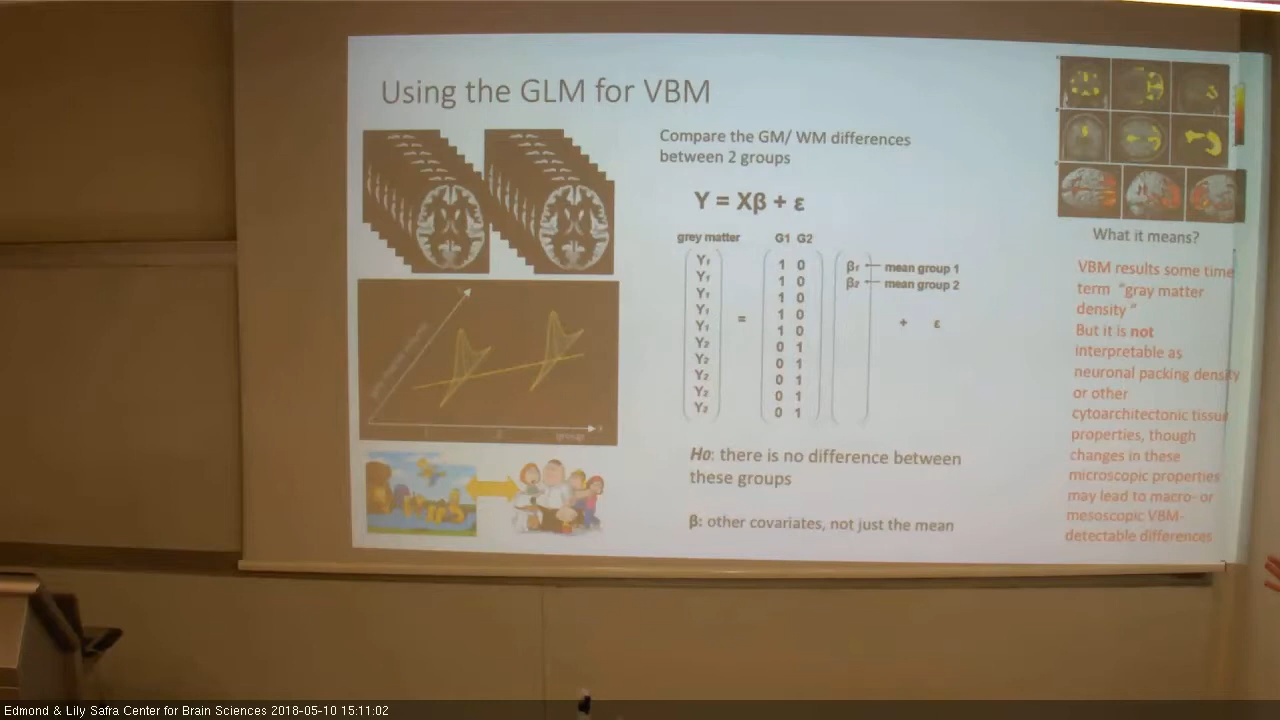 Using the GLM for VBM
Compare the GM/ WM differences
between 2 groups
Y = Xβ + ε
grey matter G1 G2
Y₁ 1 0 β₁ mean group 1
Y₁ 1 0 β₂ mean group 2
Y₁ 1 0
Y₁ 1 0
Y₁ = 1 0 + ε
Y₂ 0 1
Y₂ 0 1
Y₂ 0 1
Y₂ 0 1
Y₂ 0 1
1 2 group
Ho: there is no difference between
these groups
β: other covariates, not just the mean
What it means?
VBM results some time
term "gray matter
density "
But it is not
interpretable as
neuronal packing density
or other
cytoarchitectonic tissue
properties, though
changes in these
microscopic properties
may lead to macro- or
mesoscopic VBM-
detectable differences
Edmond & Lily Safra Center for Brain Sciences 2018-05-10 15:11:02